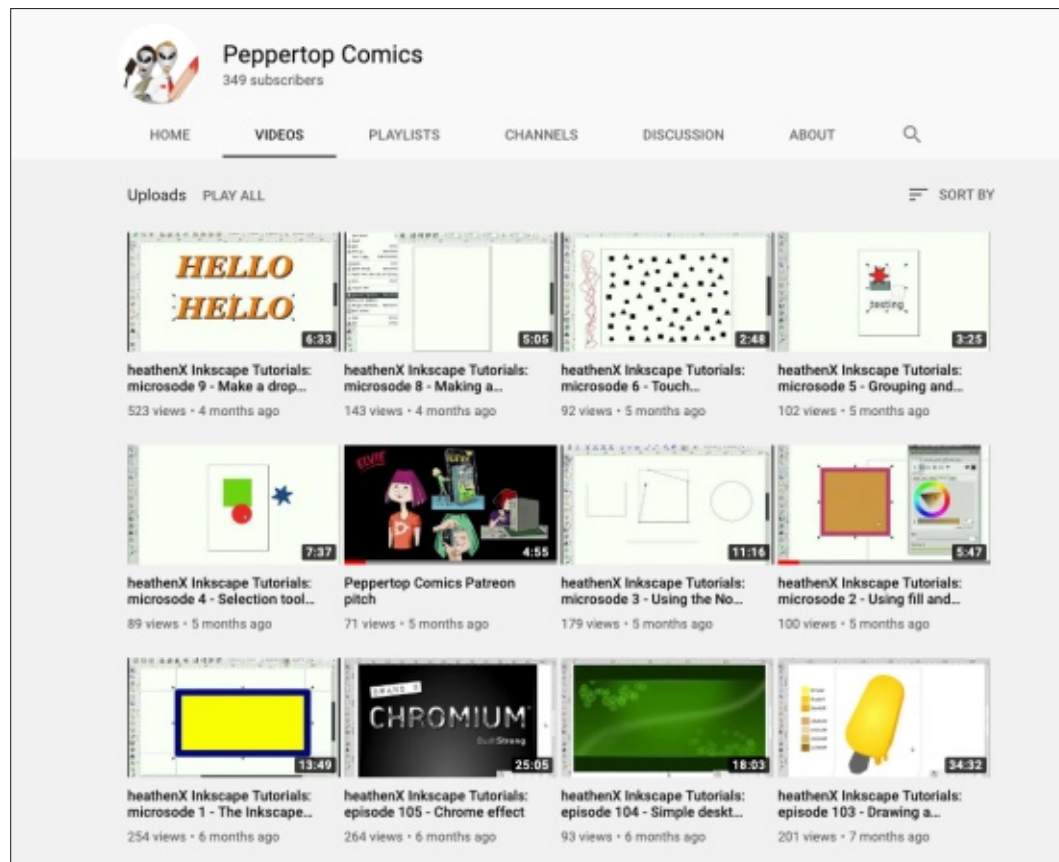 Peppertop Comics
349 subscribers
HOME VIDEOS PLAYLISTS CHANNELS DISCUSSION ABOUT
Uploads PLAY ALL SORT BY
HELLO
HELLO
testing
6:33 5:05 2:48 3:25
heathenX Inkscape Tutorials: heathenX Inkscape Tutorials: heathenX Inkscape Tutorials: heathenX Inkscape Tutorials:
microsode 9 - Make a drop... microsode 8 - Making a... microsode 6 - Touch... microsode 5 - Grouping and...
523 views • 4 months ago 143 views • 4 months ago 92 views • 5 months ago 102 views • 5 months ago
ELVIE
7:37 4:55 11:16 5:47
heathenX Inkscape Tutorials: Peppertop Comics Patreon heathenX Inkscape Tutorials: heathenX Inkscape Tutorials:
microsode 4 - Selection tool... pitch microsode 3 - Using the No... microsode 2 - Using fill and...
89 views • 5 months ago 71 views • 5 months ago 179 views • 5 months ago 100 views • 5 months ago
BRAND X
CHROMIUM
Built Strong
13:49 25:05 18:03 34:32
heathenX Inkscape Tutorials: heathenX Inkscape Tutorials: heathenX Inkscape Tutorials: heathenX Inkscape Tutorials:
microsode 1 - The Inkscape... episode 105 - Chrome effect episode 104 - Simple deskt... episode 103 - Drawing a...
254 views • 6 months ago 264 views • 6 months ago 93 views • 6 months ago 201 views • 7 months ago